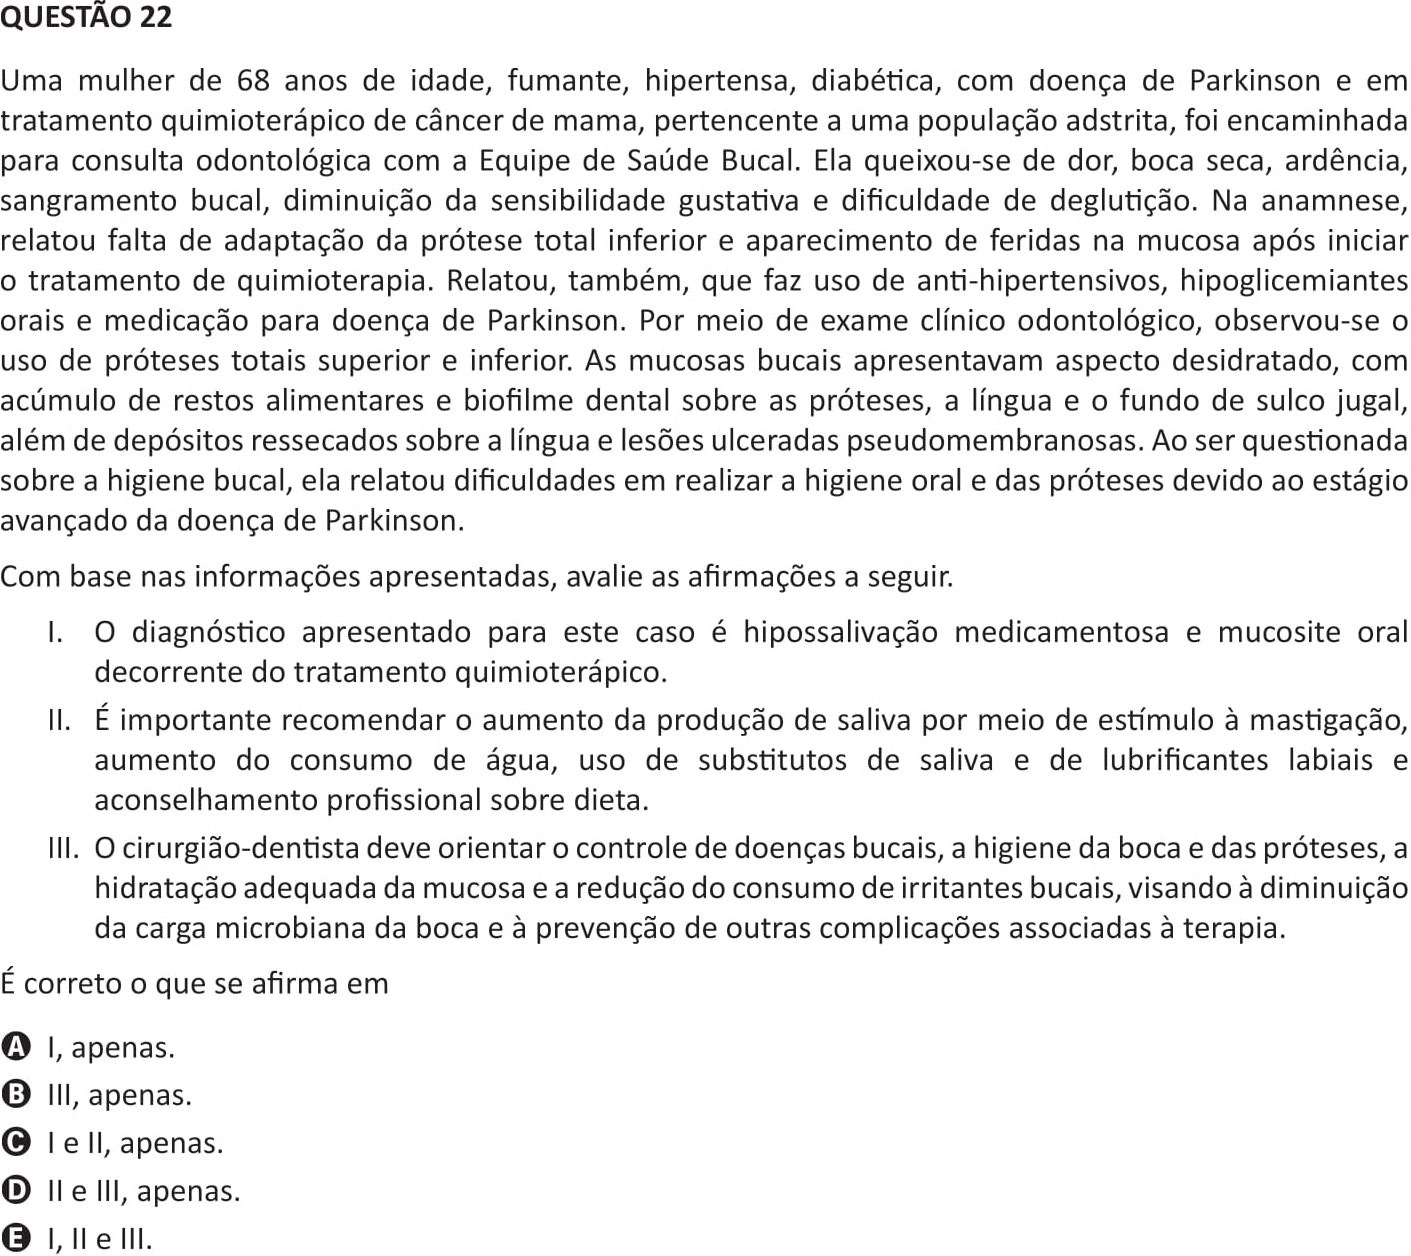 QUESTÃO 22
Uma mulher de 68 anos de idade, fumante, hipertensa, diabética, com doença de Parkinson e em
tratamento quimioterápico de câncer de mama, pertencente a uma população adstrita, foi encaminhada
para consulta odontológica com a Equipe de Saúde Bucal. Ela queixou-se de dor, boca seca, ardência,
sangramento bucal, diminuição da sensibilidade gustativa e dificuldade de deglutição. Na anamnese,
relatou falta de adaptação da prótese total inferior e aparecimento de feridas na mucosa após iniciar
o tratamento de quimioterapia. Relatou, também, que faz uso de anti-hipertensivos, hipoglicemiantes
orais e medicação para doença de Parkinson. Por meio de exame clínico odontológico, observou-se o
uso de próteses totais superior e inferior. As mucosas bucais apresentavam aspecto desidratado, com
acúmulo de restos alimentares e biofilme dental sobre as próteses, a língua e o fundo de sulco jugal,
além de depósitos ressecados sobre a língua e lesões ulceradas pseudomembranosas. Ao ser questionada
sobre a higiene bucal, ela relatou dificuldades em realizar a higiene oral e das próteses devido ao estágio
avançado da doença de Parkinson.
Com base nas informações apresentadas, avalie as afirmações a seguir.
I. O diagnóstico apresentado para este caso é hipossalivação medicamentosa e mucosite oral
decorrente do tratamento quimioterápico.
II. É importante recomendar o aumento da produção de saliva por meio de estímulo à mastigação,
aumento do consumo de água, uso de substitutos de saliva e de lubrificantes labiais e
aconselhamento profissional sobre dieta.
III. O cirurgião-dentista deve orientar o controle de doenças bucais, a higiene da boca e das próteses, a
hidratação adequada da mucosa e a redução do consumo de irritantes bucais, visando à diminuição
da carga microbiana da boca e à prevenção de outras complicações associadas à terapia.
É correto o que se afirma em
A I, apenas.
B III, apenas.
C I e II, apenas.
D II e III, apenas.
E I, II e III.